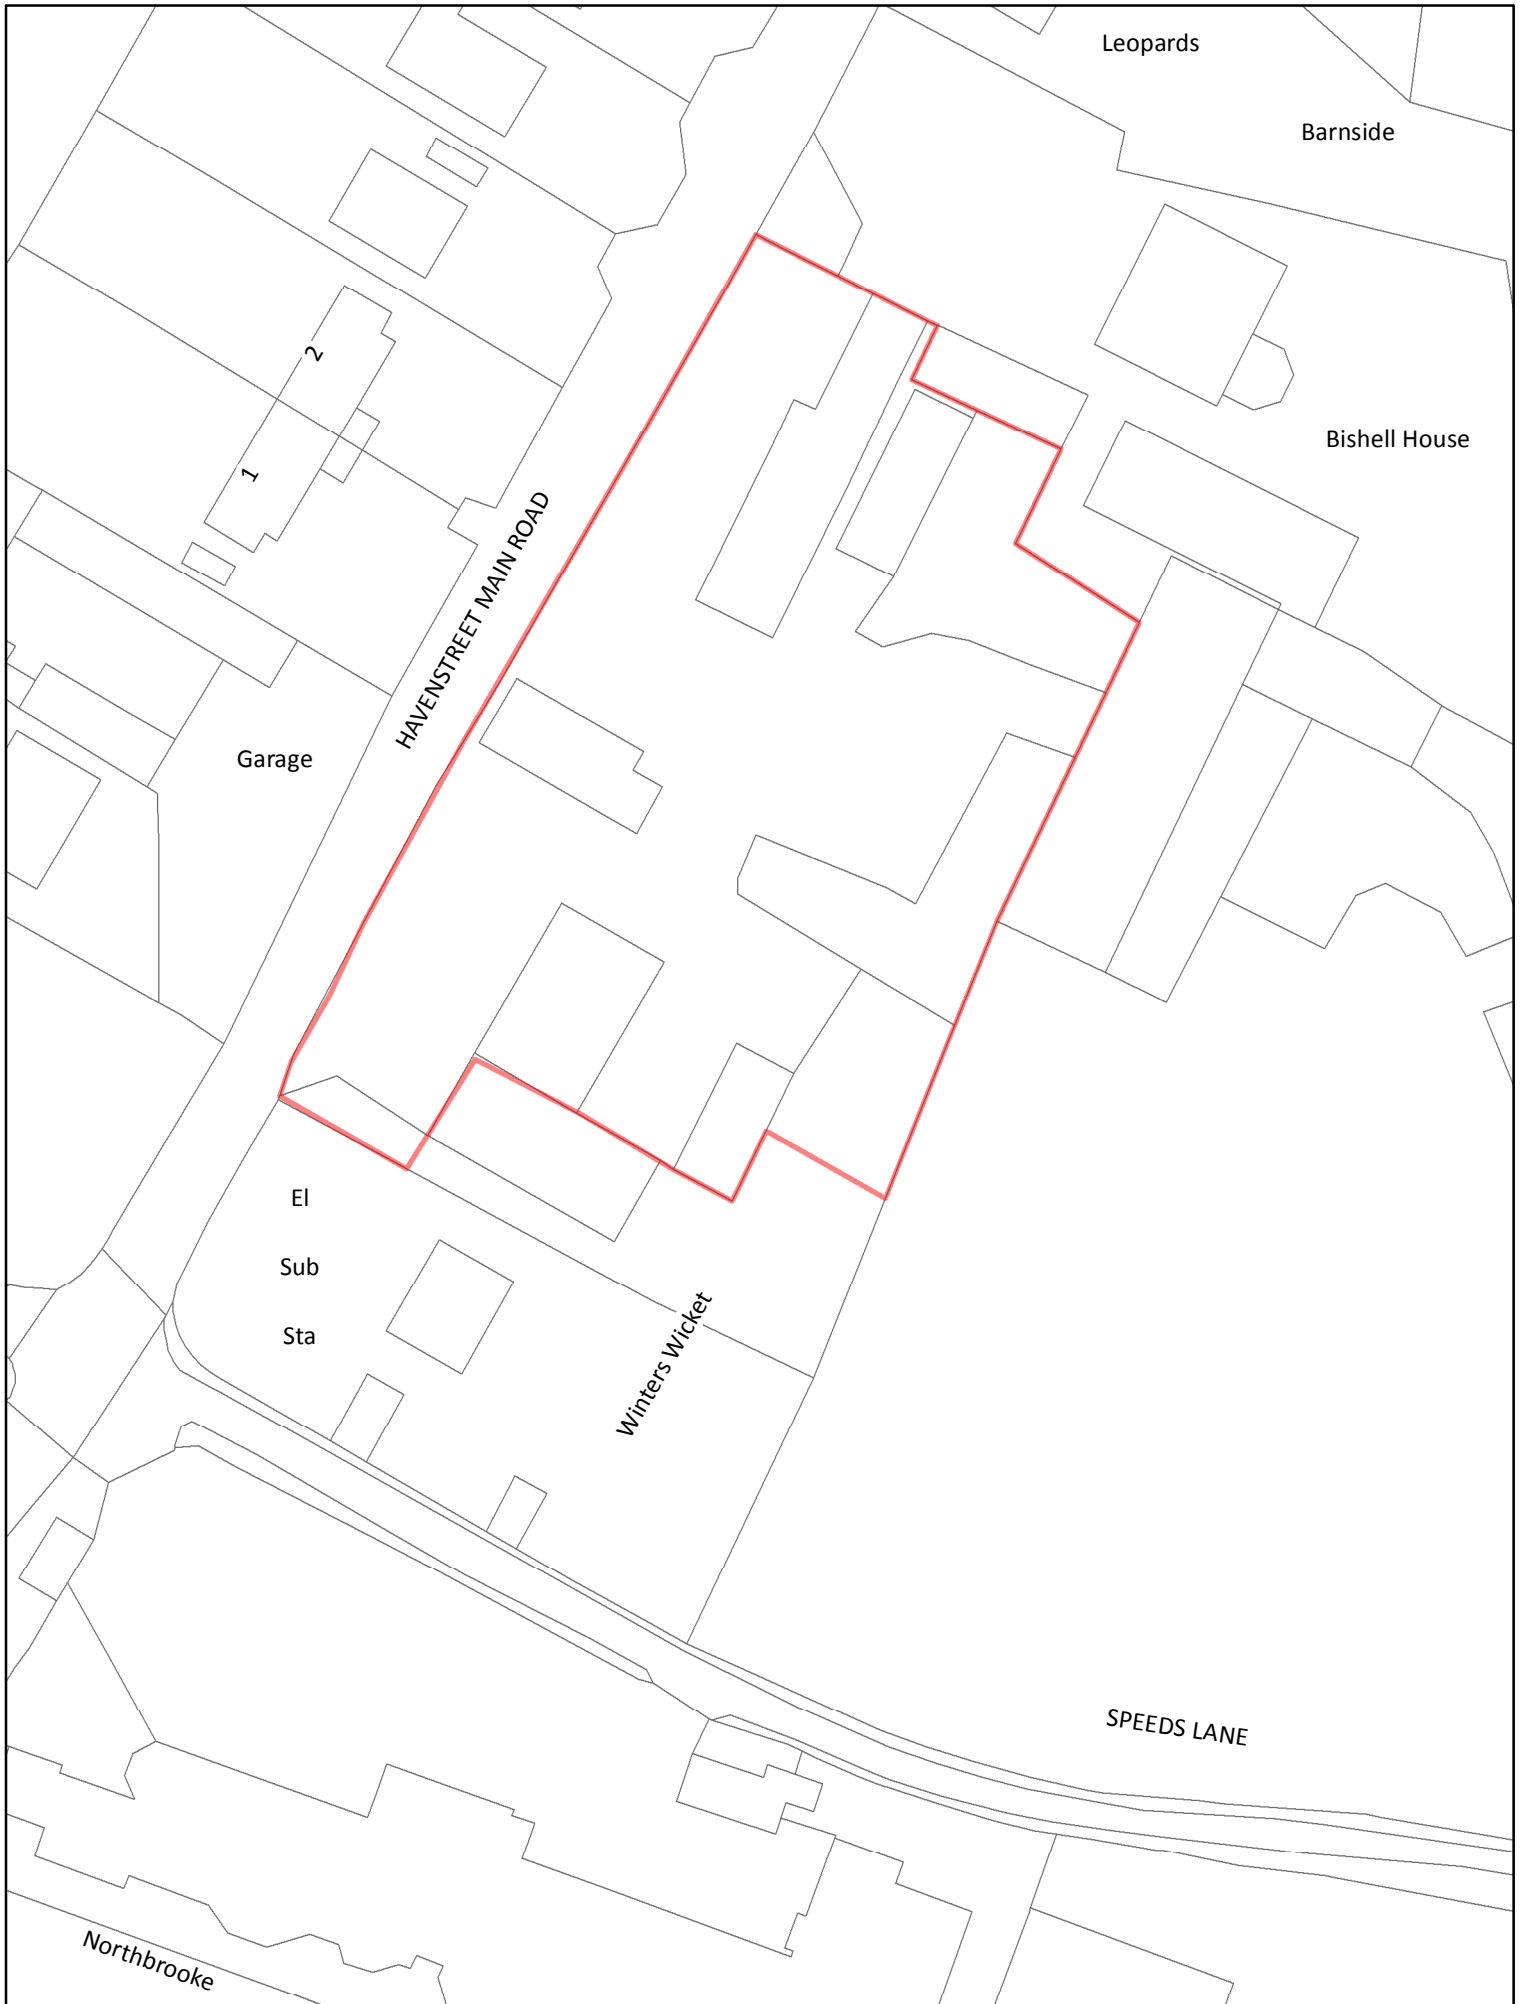 Leopards
Barnside
2
Bishell House
1
HAVENSTREET MAIN ROAD
Garage
El
Sub
Sta
Winters Wicket
SPEEDS LANE
Northbrooke